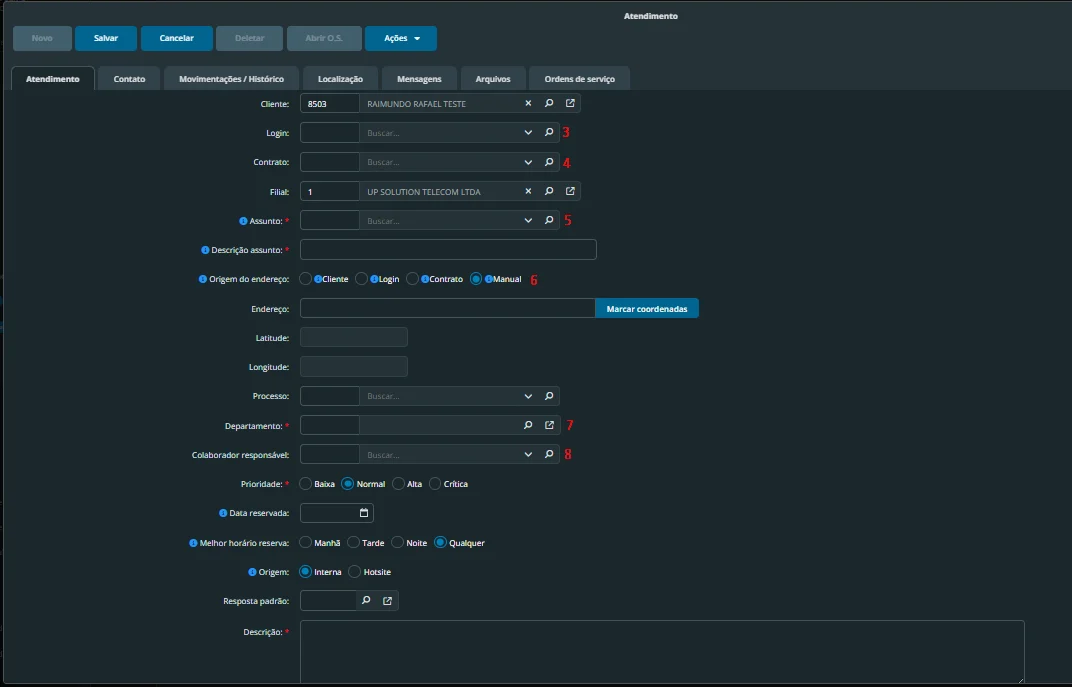 Atendimento
Novo Salvar Cancelar Deletar Abrir O.S. Ações
Atendimento Contato Movimentações / Histórico Localização Mensagens Arquivos Ordens de serviço
Cliente: 8503 RAIMUNDO RAFAEL TESTE
Login: Buscar... 3
Contrato: Buscar... 4
Filial: 1 UP SOLUTION TELECOM LTDA
Assunto: * Buscar... 5
Descrição assunto: *
Origem do endereço: Cliente Login Contrato Manual 6
Endereço: Marcar coordenadas
Latitude:
Longitude:
Processo: Buscar...
Departamento: * 7
Colaborador responsável: Buscar... 8
Prioridade: * Baixa Normal Alta Crítica
Data reservada:
Melhor horário reserva: Manhã Tarde Noite Qualquer
Origem: Interna Hotsite
Resposta padrão:
Descrição: *